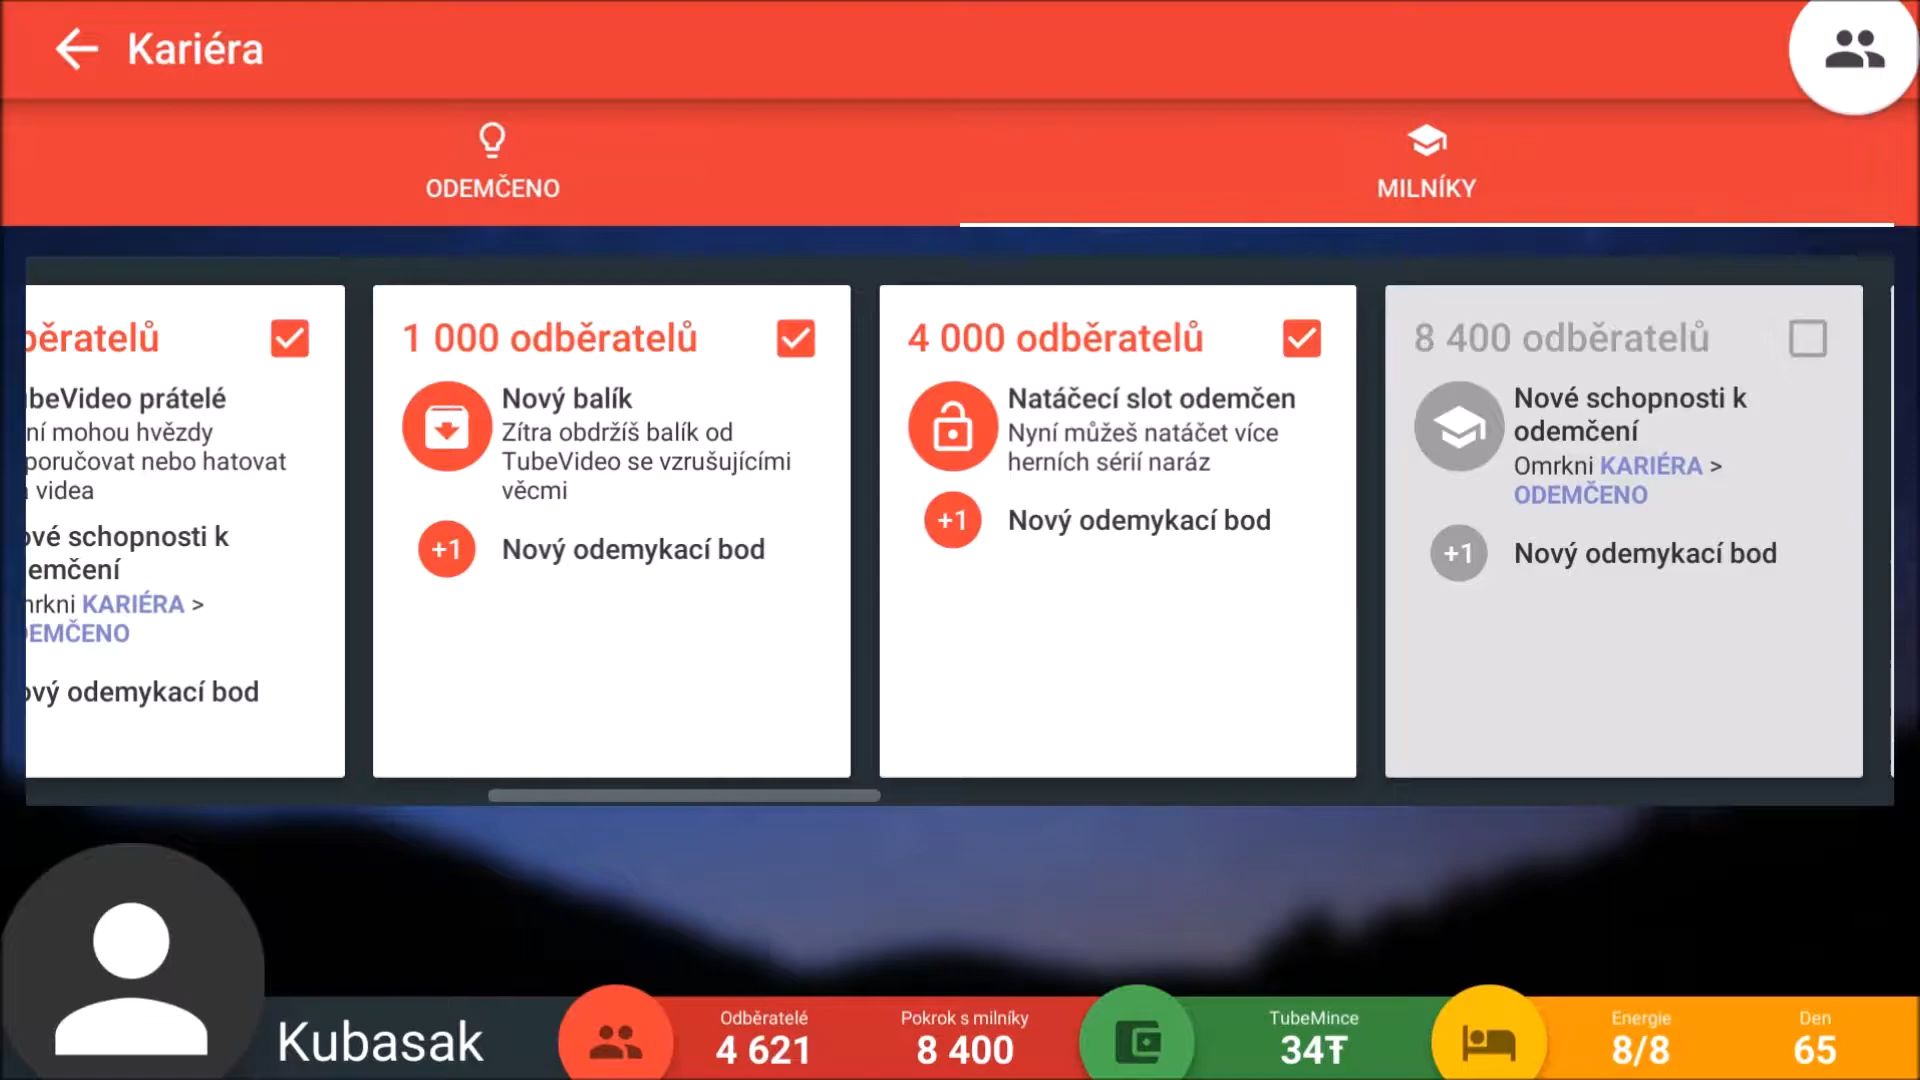 Kariéra
ODEMČENO
MILNÍKY
běratelů
beVideo prátelé
ní mohou hvězdy
poručovat nebo hatovat
videa
ové schopnosti k
emčení
nrkni KARIÉRA >
DEMČENO
ový odemykací bod
1 000 odběratelů
Nový balík
Zítra obdržíš balík od
TubeVideo se vzrušujícími
věcmi
+1 Nový odemykací bod
4 000 odběratelů
Natáčecí slot odemčen
Nyní můžeš natáčet více
herních sérií naráz
+1 Nový odemykací bod
8 400 odběratelů
Nové schopnosti k
odemčení
Omrkni KARIÉRA >
ODEMČENO
+1 Nový odemykací bod
Kubasak
Odběratelé
4 621
Pokrok s milníky
8 400
TubeMince
34Ŧ
Energie
8/8
Den
65